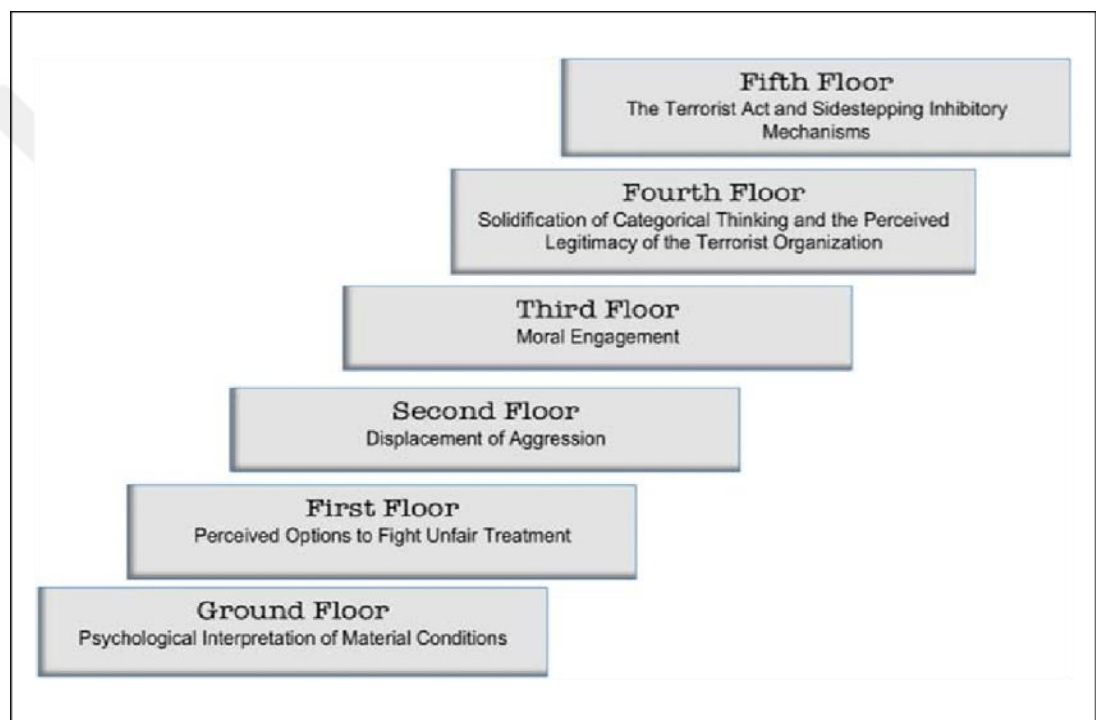 Fifth Floor
The Terrorist Act and Sidestepping Inhibitory
Mechanisms
Fourth Floor
Solidification of Categorical Thinking and the Perceived
Legitimacy of the Terrorist Organization
Third Floor
Moral Engagement
Second Floor
Displacement of Aggression
First Floor
Perceived Options to Fight Unfair Treatment
Ground Floor
Psychological Interpretation of Material Conditions